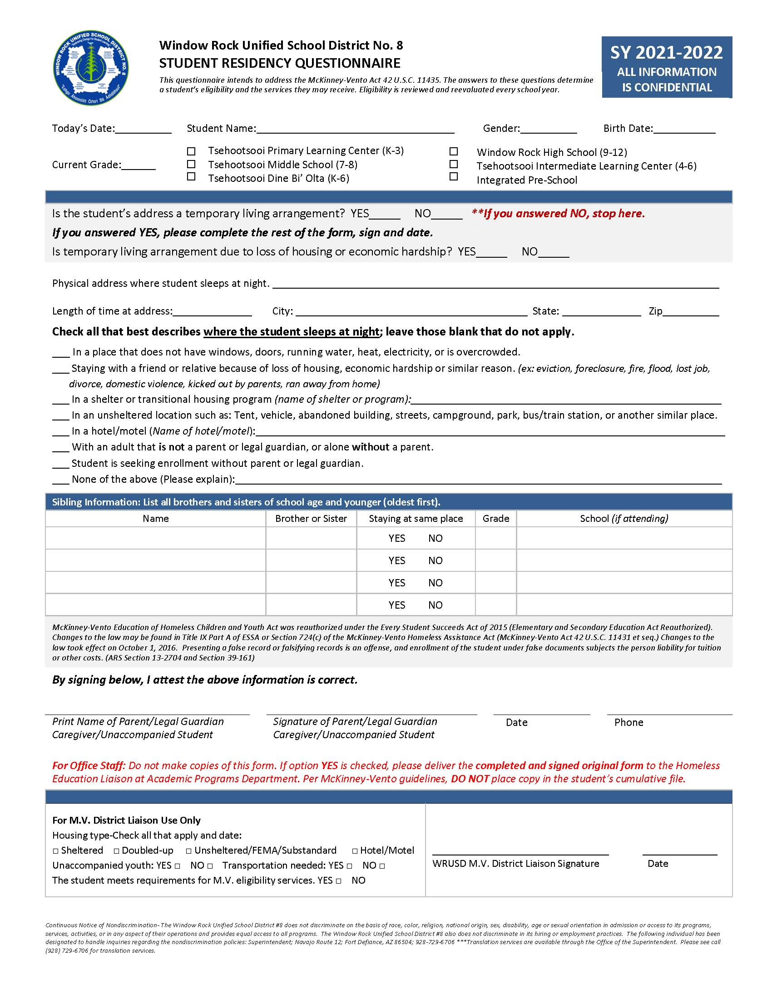 WINDOW ROCK UNIFIED SCHOOL DISTRICT NO. 8
"Embracing Change For Student Learning"
Window Rock Unified School District No. 8
STUDENT RESIDENCY QUESTIONNAIRE
This questionnaire intends to address the McKinney-Vento Act 42 U.S.C. 11435. The answers to these questions determine
a student's eligibility and the services they may receive. Eligibility is reviewed and reevaluated every school year.
SY 2021-2022
ALL INFORMATION
IS CONFIDENTIAL
Today's Date:__________ Student Name:___________________________________ Gender:__________ Birth Date:___________
Current Grade:______
☐ Tsehootsooi Primary Learning Center (K-3)
☐ Tsehootsooi Middle School (7-8)
☐ Tsehootsooi Dine Bi' Olta (K-6)
☐ Window Rock High School (9-12)
☐ Tsehootsooi Intermediate Learning Center (4-6)
☐ Integrated Pre-School
Is the student's address a temporary living arrangement? YES_____ NO_____ **If you answered NO, stop here.
If you answered YES, please complete the rest of the form, sign and date.
Is temporary living arrangement due to loss of housing or economic hardship? YES_____ NO_____
Physical address where student sleeps at night. ______________________________
Length of time at address:______________ City: ______________________________ State: ______________ Zip__________
Check all that best describes where the student sleeps at night; leave those blank that do not apply.
___ In a place that does not have windows, doors, running water, heat, electricity, or is overcrowded.
___ Staying with a friend or relative because of loss of housing, economic hardship or similar reason. (ex: eviction, foreclosure, fire, flood, lost job,
divorce, domestic violence, kicked out by parents, ran away from home)
___ In a shelter or transitional housing program (name of shelter or program):______________________________
___ In an unsheltered location such as: Tent, vehicle, abandoned building, streets, campground, park, bus/train station, or another similar place.
___ In a hotel/motel (Name of hotel/motel):______________________________
___ With an adult that is not a parent or legal guardian, or alone without a parent.
___ Student is seeking enrollment without parent or legal guardian.
___ None of the above (Please explain):______________________________
Sibling Information: List all brothers and sisters of school age and younger (oldest first).
Name Brother or Sister Staying at same place Grade School (if attending)
YES NO
YES NO
YES NO
YES NO
McKinney-Vento Education of Homeless Children and Youth Act was reauthorized under the Every Student Succeeds Act of 2015 (Elementary and Secondary Education Act Reauthorized).
Changes to the law may be found in Title IX Part A of ESSA or Section 724(c) of the McKinney-Vento Homeless Assistance Act (McKinney-Vento Act 42 U.S.C. 11431 et seq.) Changes to the
law took effect on October 1, 2016. Presenting a false record or falsifying records is an offense, and enrollment of the student under false documents subjects the person liability for tuition
or other costs. (ARS Section 13-2704 and Section 39-161)
By signing below, I attest the above information is correct.
Print Name of Parent/Legal Guardian Signature of Parent/Legal Guardian Date Phone
Caregiver/Unaccompanied Student Caregiver/Unaccompanied Student
For Office Staff: Do not make copies of this form. If option YES is checked, please deliver the completed and signed original form to the Homeless
Education Liaison at Academic Programs Department. Per McKinney-Vento guidelines, DO NOT place copy in the student's cumulative file.
For M.V. District Liaison Use Only
Housing type-Check all that apply and date:
□ Sheltered □ Doubled-up □ Unsheltered/FEMA/Substandard □ Hotel/Motel
Unaccompanied youth: YES □ NO □ Transportation needed: YES □ NO □
The student meets requirements for M.V. eligibility services. YES □ NO
WRUSD M.V. District Liaison Signature Date
Continuous Notice of Nondiscrimination- The Window Rock Unified School District #8 does not discriminate on the basis of race, color, religion, national origin, sex, disability, age or sexual orientation in admission or access to its programs,
services, activities, or in any aspect of their operations and provides equal access to all programs. The Window Rock Unified School District #8 also does not discriminate in its hiring or employment practices. The following individual has been
designated to handle inquiries regarding the nondiscrimination policies: Superintendent; Navajo Route 12; Fort Defiance, AZ 86504; 928-729-6706 ***Translation services are available through the Office of the Superintendent. Please see call
(928) 729-6706 for translation services.